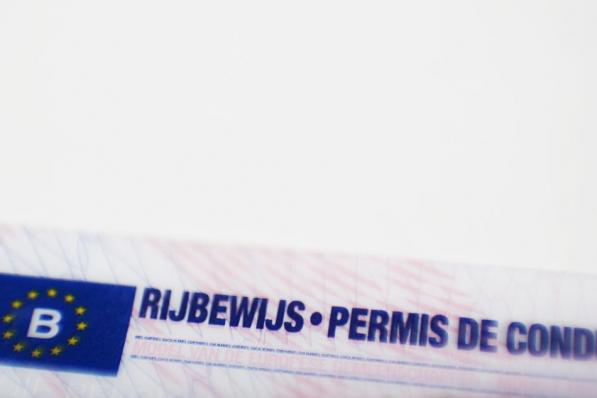 B
RIJBEWIJS • PERMIS DE COND